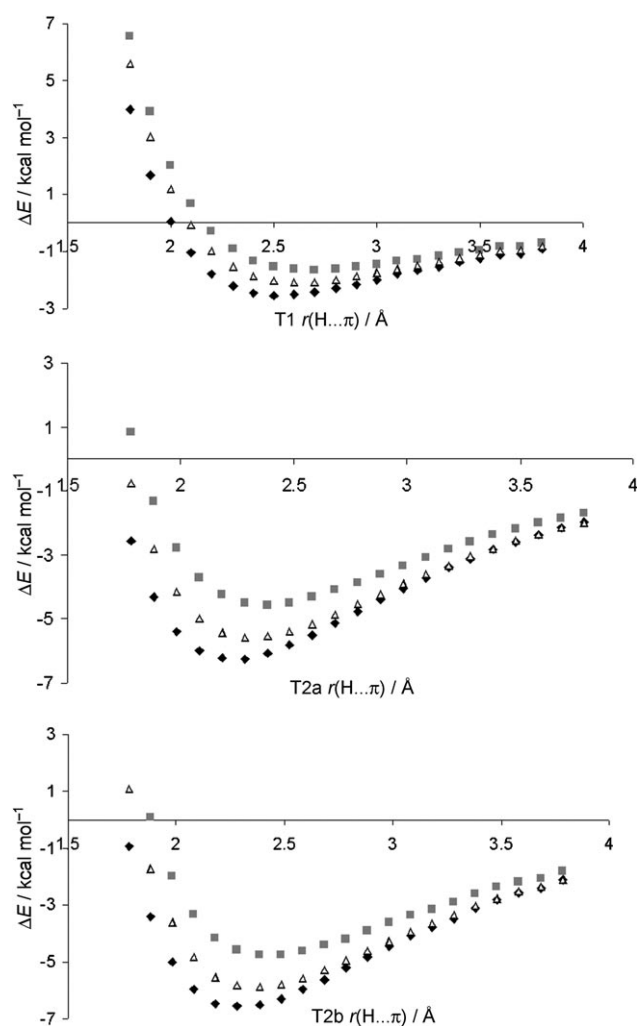 7
5
3
1
-1
-3
ΔE / kcal mol⁻¹
1.5 2 2.5 3 3.5 4
T1 r(H...π) / Å
3
1
-1
-3
-5
-7
ΔE / kcal mol⁻¹
1.5 2 2.5 3 3.5 4
T2a r(H...π) / Å
3
1
-1
-3
-5
-7
ΔE / kcal mol⁻¹
1.5 2 2.5 3 3.5 4
T2b r(H...π) / Å